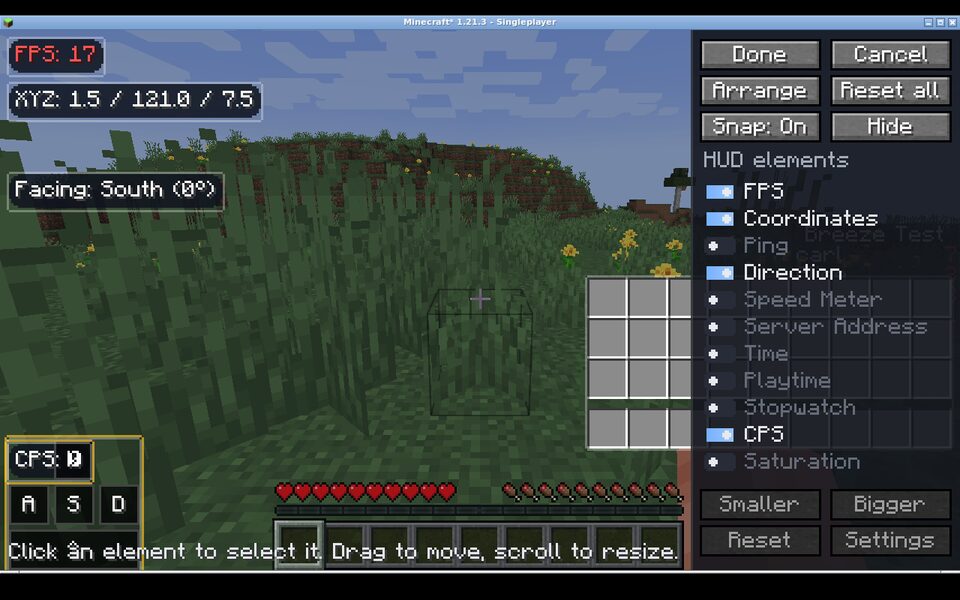 Minecraft* 1.21.3 - Singleplayer
FPS: 17
XYZ: 1.5 / 121.0 / 7.5
Facing: South (0°)
Done
Cancel
Arrange
Reset all
Snap: On
Hide
HUD elements
FPS
Coordinates
Ping
Direction
Speed Meter
Server Address
Time
Playtime
Stopwatch
CPS
Saturation
Breeze Test
CPS: 0
A S D
Click an element to select it. Drag to move, scroll to resize.
Smaller
Bigger
Reset
Settings